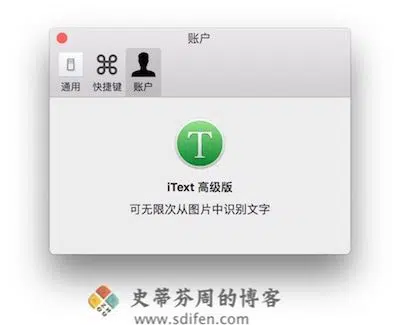 账户
通用 快捷键 账户
T
iText 高级版
可无限次从图片中识别文字
史蒂芬周的博客
www.sdifen.com